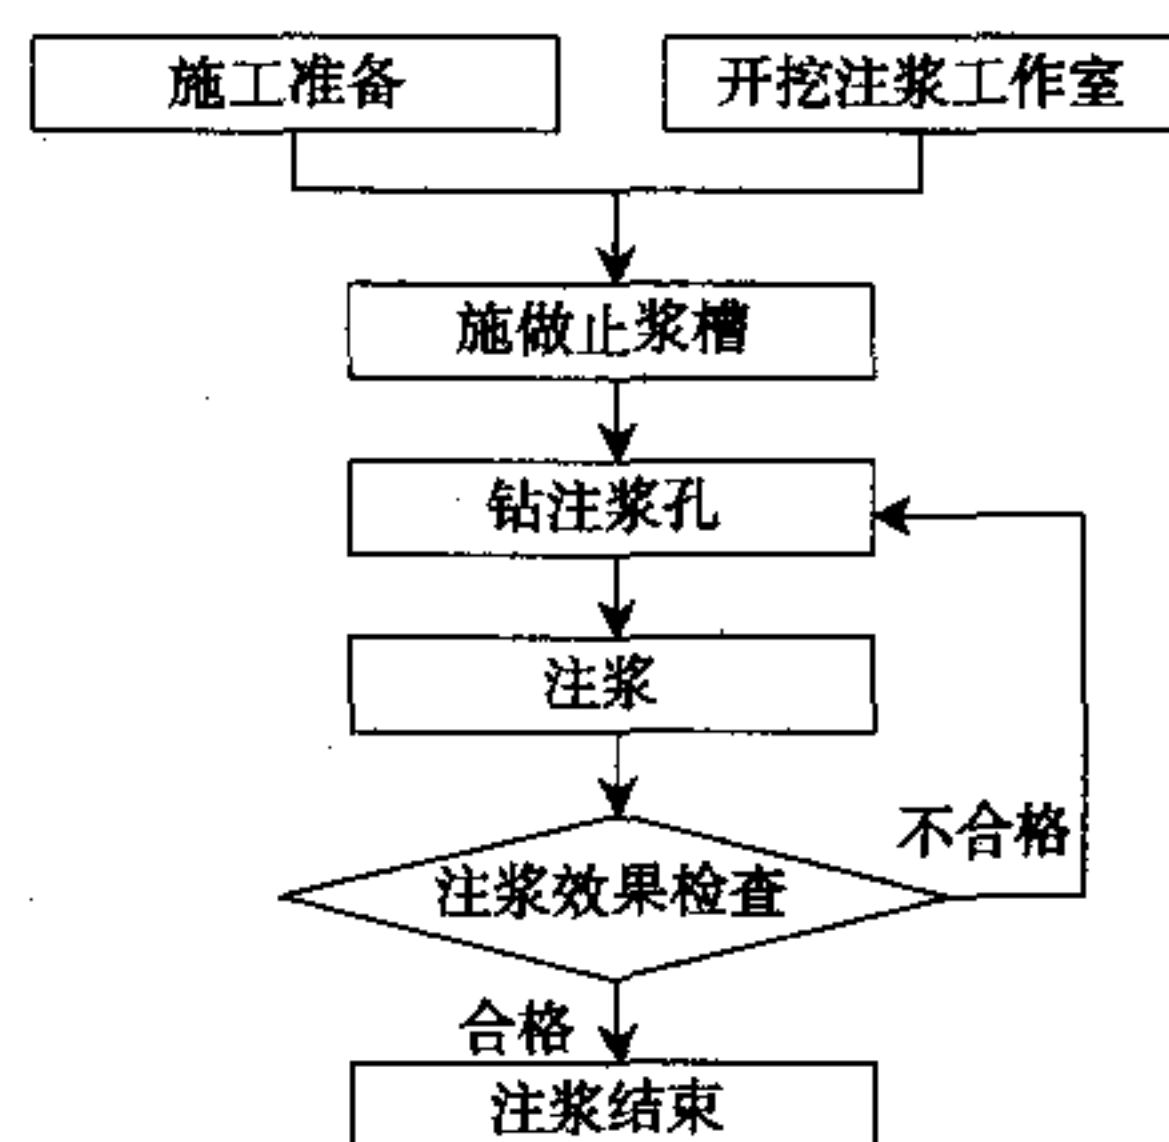 施工准备
开挖注浆工作室
施做止浆槽
钻注浆孔
注浆
不合格
注浆效果检查
合格
注浆结束